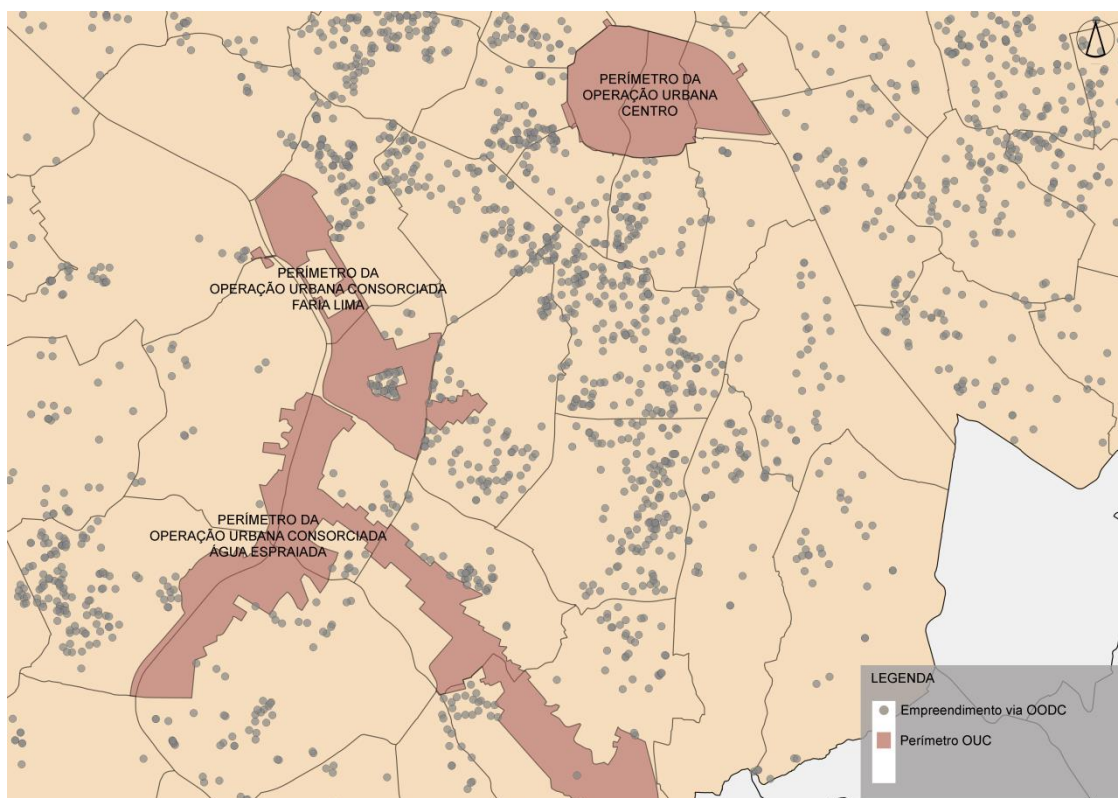 PERÍMETRO DA
OPERAÇÃO URBANA
CENTRO
PERÍMETRO DA
OPERAÇÃO URBANA CONSORCIADA
FARIA LIMA
PERÍMETRO DA
OPERAÇÃO URBANA CONSORCIADA
ÁGUA ESPRAIADA
LEGENDA
Empreendimento via OODC
Perímetro OUC